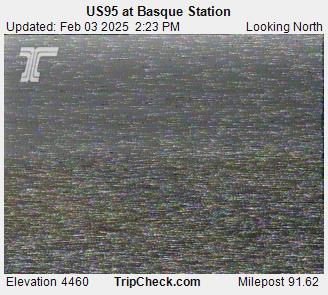 US95 at Basque Station
Updated: Feb 03 2025 2:23 PM Looking North
Elevation 4460 TripCheck.com Milepost 91.62